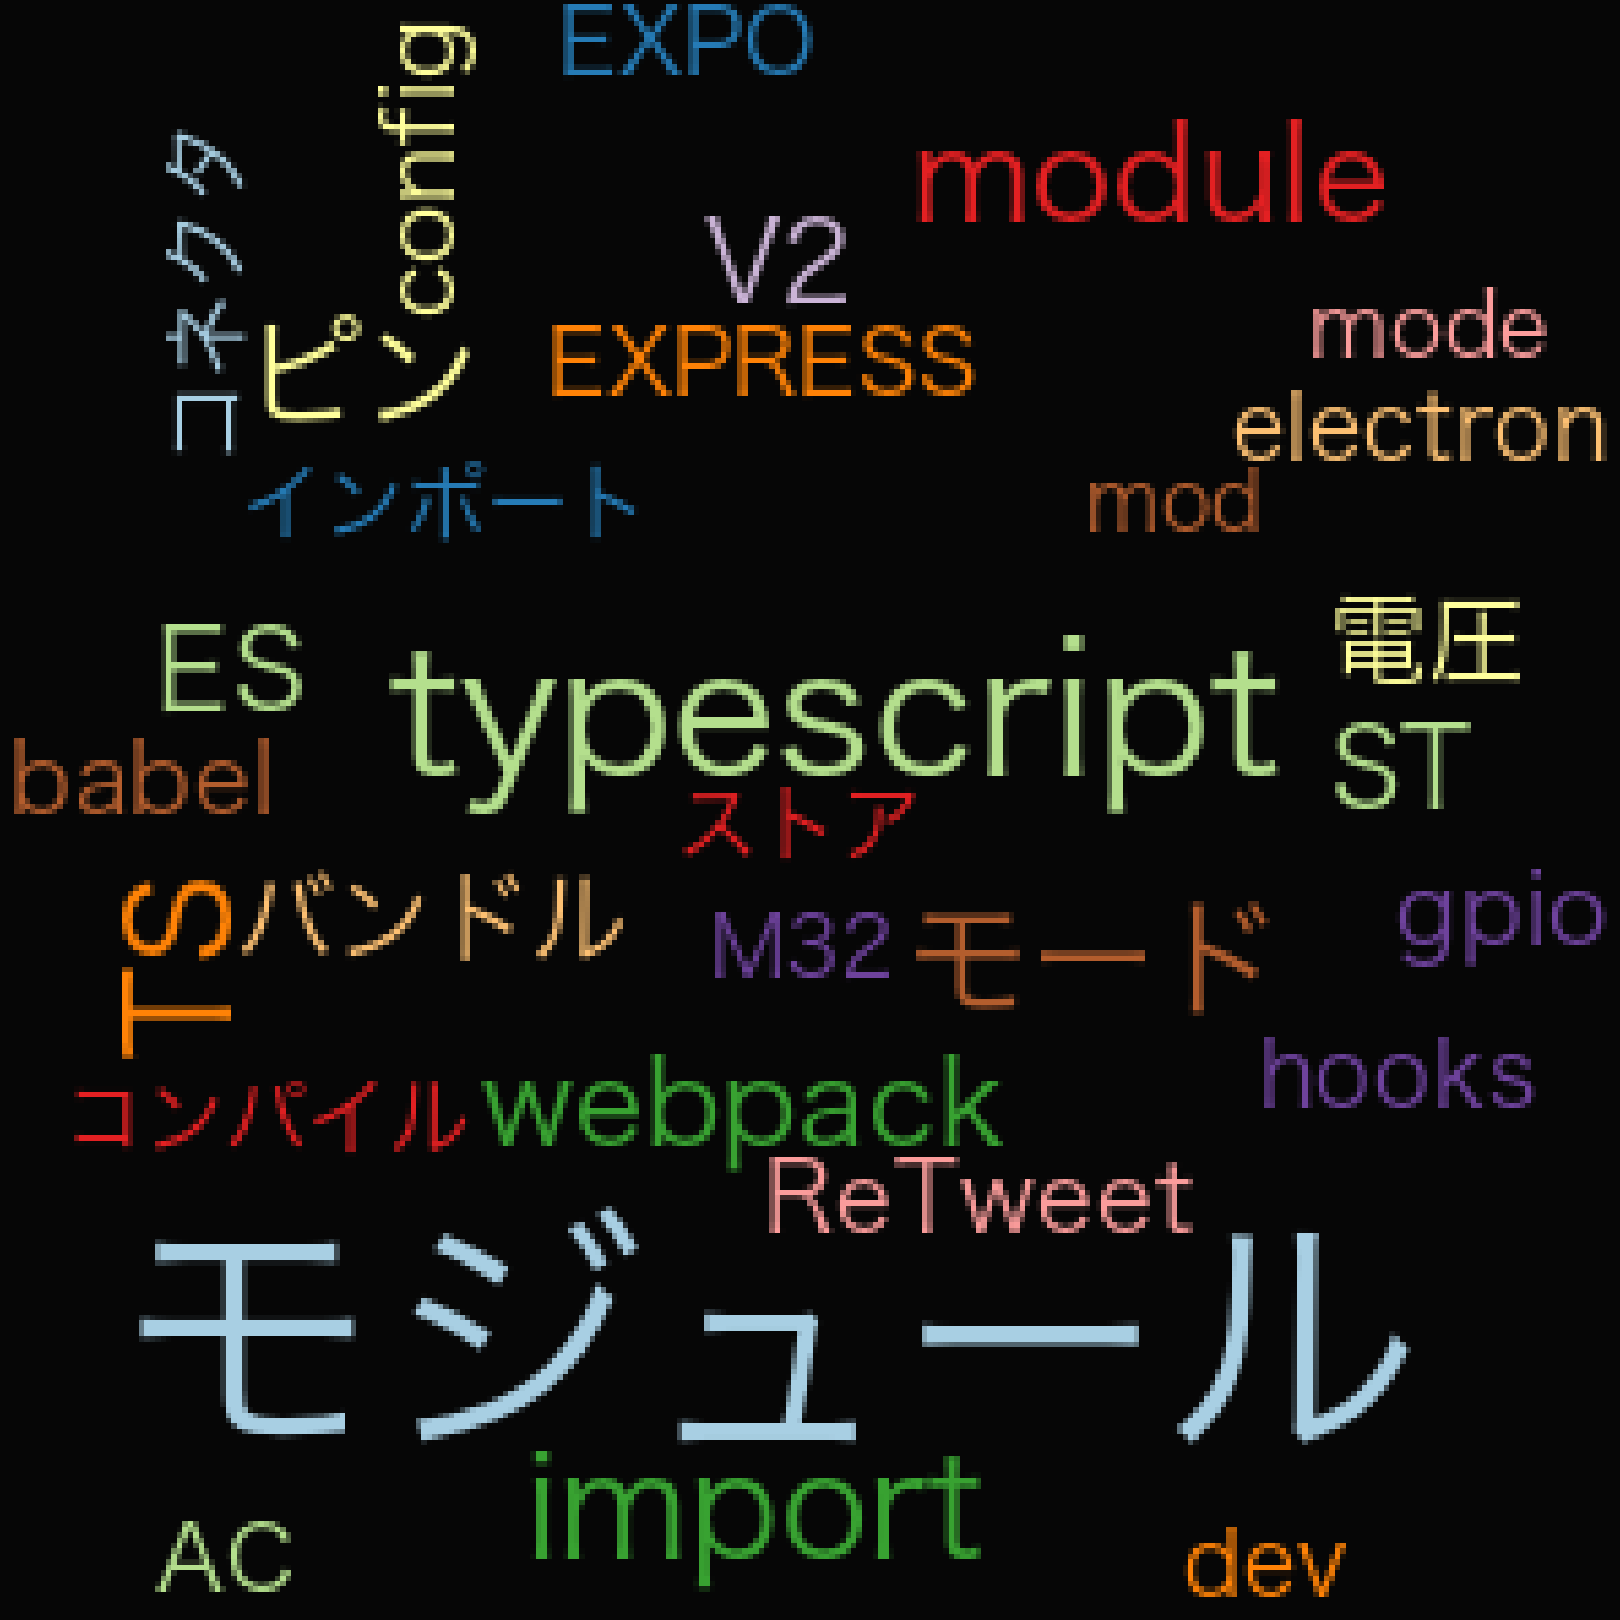 EXPO
config
module
コネクタ
V2
mode
ピン
EXPRESS
electron
インポート
mod
電圧
ES
typescript
ST
babel
ストア
TS
バンドル
M32
モード
gpio
hooks
コンパイル
webpack
ReTweet
モジュール
import
AC
dev